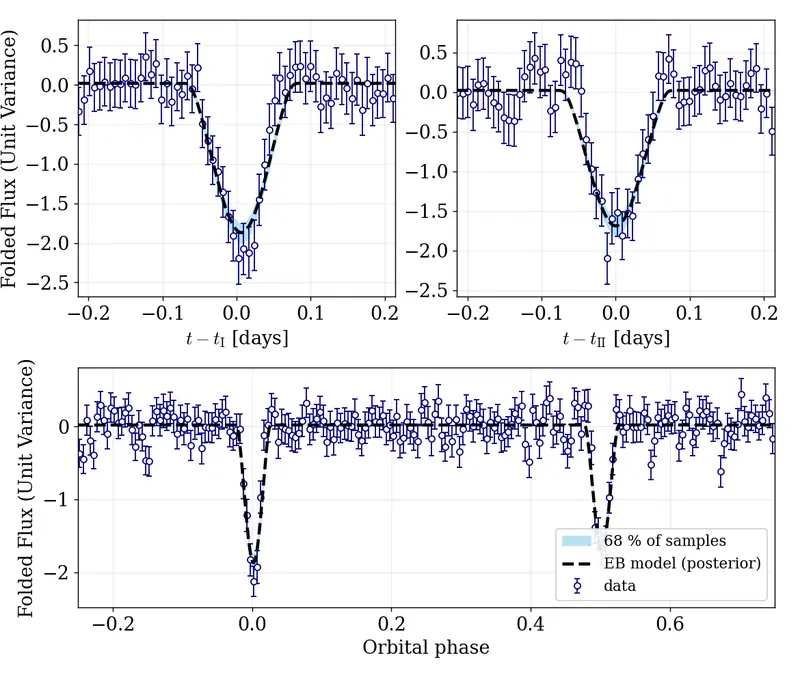 Folded Flux (Unit Variance)
0.5
0.0
−0.5
−1.0
−1.5
−2.0
−2.5
−0.2 −0.1 0.0 0.1 0.2
t − tI [days]
0.5
0.0
−0.5
−1.0
−1.5
−2.0
−2.5
−0.2 −0.1 0.0 0.1 0.2
t − tII [days]
Folded Flux (Unit Variance)
0
−1
−2
68 % of samples
EB model (posterior)
data
−0.2 0.0 0.2 0.4 0.6
Orbital phase